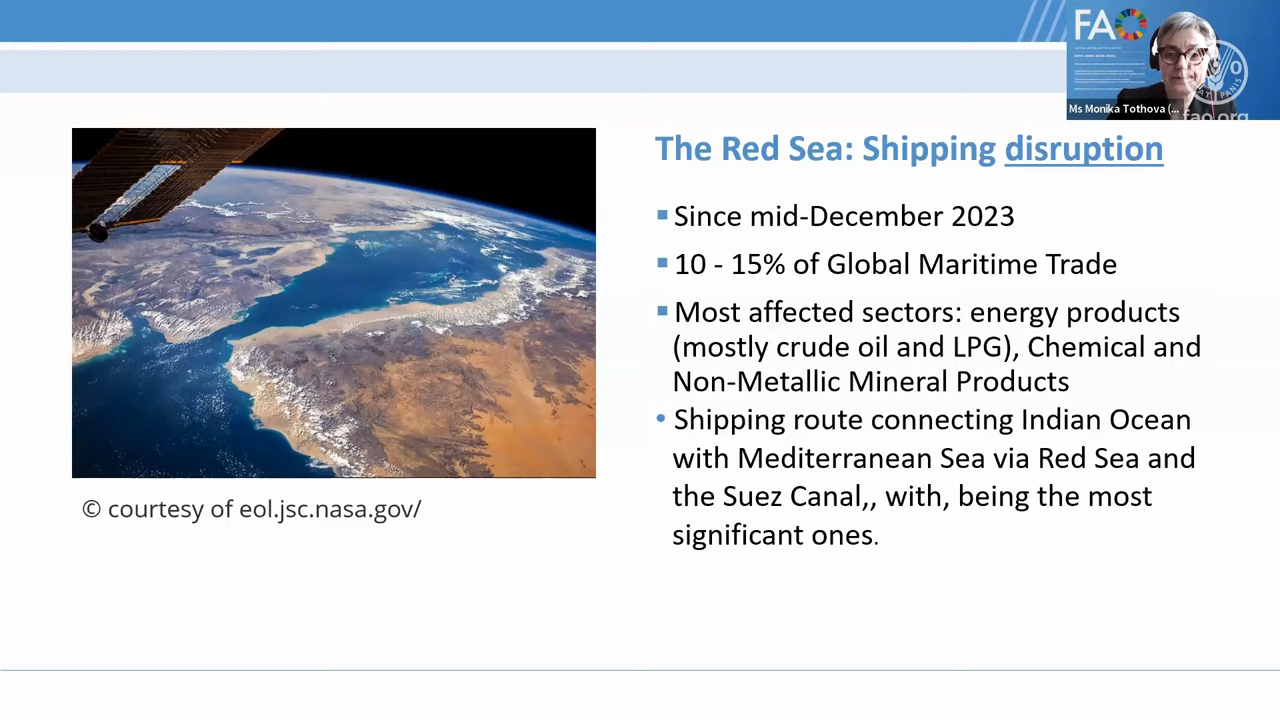 FAO
Ms Monika Tothova (...
fao.org
The Red Sea: Shipping disruption
Since mid-December 2023
10 - 15% of Global Maritime Trade
Most affected sectors: energy products
(mostly crude oil and LPG), Chemical and
Non-Metallic Mineral Products
Shipping route connecting Indian Ocean
with Mediterranean Sea via Red Sea and
the Suez Canal,, with, being the most
significant ones.
© courtesy of eol.jsc.nasa.gov/